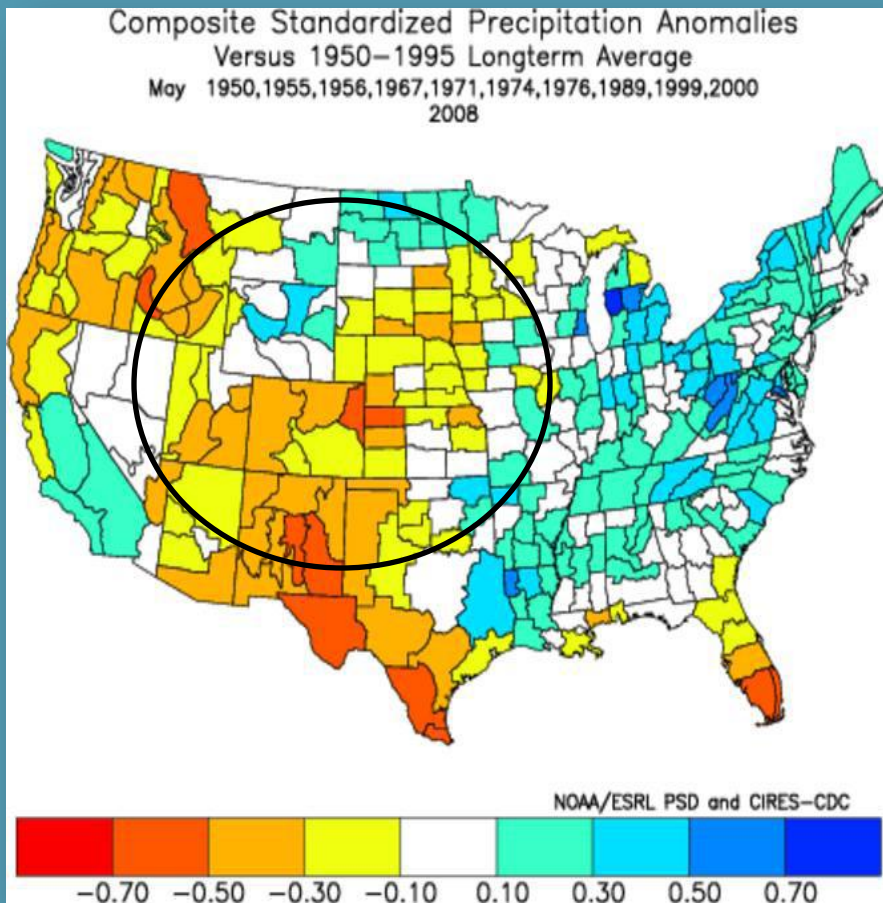 Composite Standardized Precipitation Anomalies
Versus 1950-1995 Longterm Average
May 1950,1955,1956,1967,1971,1974,1976,1989,1999,2000
2008
NOAA/ESRL PSD and CIRES-CDC
-0.70 -0.50 -0.30 -0.10 0.10 0.30 0.50 0.70